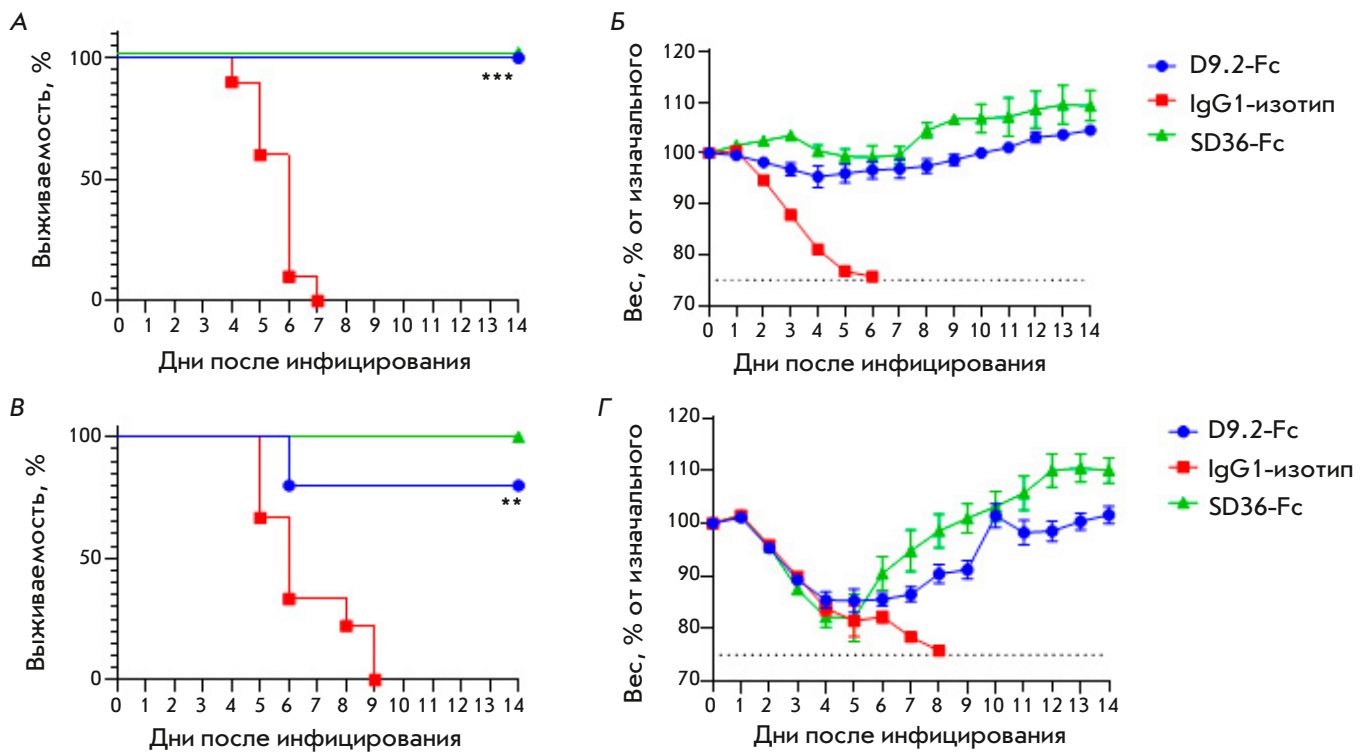 А
Выживаемость, %
100
50
0
***
0 1 2 3 4 5 6 7 8 9 10 11 12 13 14
Дни после инфицирования
Б
Вес, % от изначального
120
110
100
90
80
70
0 1 2 3 4 5 6 7 8 9 10 11 12 13 14
Дни после инфицирования
D9.2-Fc
IgG1-изотип
SD36-Fc
В
Выживаемость, %
100
50
0
**
0 1 2 3 4 5 6 7 8 9 10 11 12 13 14
Дни после инфицирования
Г
Вес, % от изначального
120
110
100
90
80
70
0 1 2 3 4 5 6 7 8 9 10 11 12 13 14
Дни после инфицирования
D9.2-Fc
IgG1-изотип
SD36-Fc